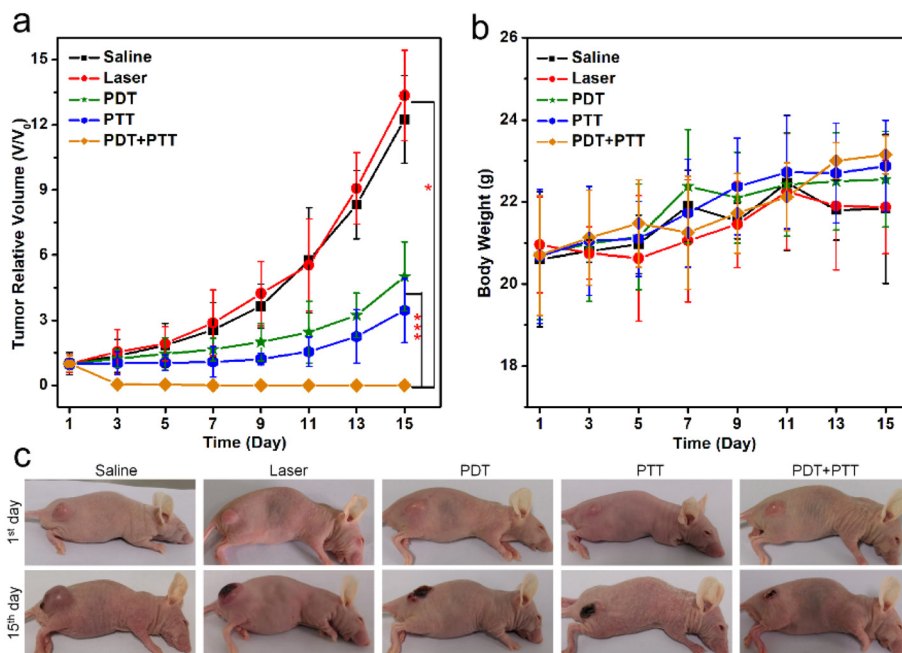 a
Tumor Relative Volume (V/V₀)
15
12
9
6
3
0
Saline
Laser
PDT
PTT
PDT+PTT
*
***
1 3 5 7 9 11 13 15
Time (Day)
b
Body Weight (g)
26
24
22
20
18
Saline
Laser
PDT
PTT
PDT+PTT
1 3 5 7 9 11 13 15
Time (Day)
c
Saline Laser PDT PTT PDT+PTT
1st day
15th day